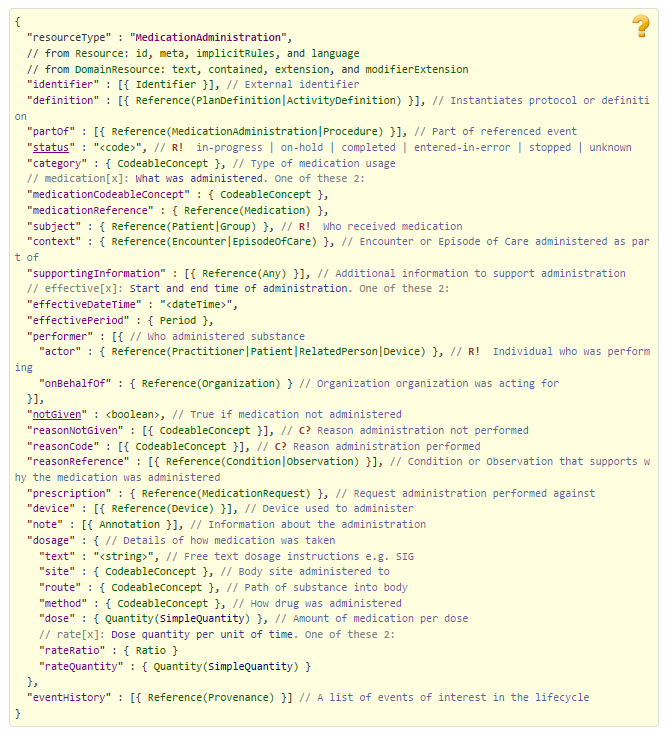 {
  "resourceType" : "MedicationAdministration",
  // from Resource: id, meta, implicitRules, and language
  // from DomainResource: text, contained, extension, and modifierExtension
  "identifier" : [{ Identifier }], // External identifier
  "definition" : [{ Reference(PlanDefinition|ActivityDefinition) }], // Instantiates protocol or definiti
on
  "partOf" : [{ Reference(MedicationAdministration|Procedure) }], // Part of referenced event
  "status" : "<code>", // R!  in-progress | on-hold | completed | entered-in-error | stopped | unknown
  "category" : { CodeableConcept }, // Type of medication usage
  // medication[x]: What was administered. One of these 2:
  "medicationCodeableConcept" : { CodeableConcept },
  "medicationReference" : { Reference(Medication) },
  "subject" : { Reference(Patient|Group) }, // R!  Who received medication
  "context" : { Reference(Encounter|EpisodeOfCare) }, // Encounter or Episode of Care administered as par
t of
  "supportingInformation" : [{ Reference(Any) }], // Additional information to support administration
  // effective[x]: Start and end time of administration. One of these 2:
  "effectiveDateTime" : "<dateTime>",
  "effectivePeriod" : { Period },
  "performer" : [{ // Who administered substance
    "actor" : { Reference(Practitioner|Patient|RelatedPerson|Device) }, // R!  Individual who was perform
ing
    "onBehalfOf" : { Reference(Organization) } // Organization organization was acting for
  }],
  "notGiven" : <boolean>, // True if medication not administered
  "reasonNotGiven" : [{ CodeableConcept }], // C? Reason administration not performed
  "reasonCode" : [{ CodeableConcept }], // C? Reason administration performed
  "reasonReference" : [{ Reference(Condition|Observation) }], // Condition or Observation that supports w
hy the medication was administered
  "prescription" : { Reference(MedicationRequest) }, // Request administration performed against
  "device" : [{ Reference(Device) }], // Device used to administer
  "note" : [{ Annotation }], // Information about the administration
  "dosage" : { // Details of how medication was taken
    "text" : "<string>", // Free text dosage instructions e.g. SIG
    "site" : { CodeableConcept }, // Body site administered to
    "route" : { CodeableConcept }, // Path of substance into body
    "method" : { CodeableConcept }, // How drug was administered
    "dose" : { Quantity(SimpleQuantity) }, // Amount of medication per dose
    // rate[x]: Dose quantity per unit of time. One of these 2:
    "rateRatio" : { Ratio }
    "rateQuantity" : { Quantity(SimpleQuantity) }
  },
  "eventHistory" : [{ Reference(Provenance) }] // A list of events of interest in the lifecycle
}